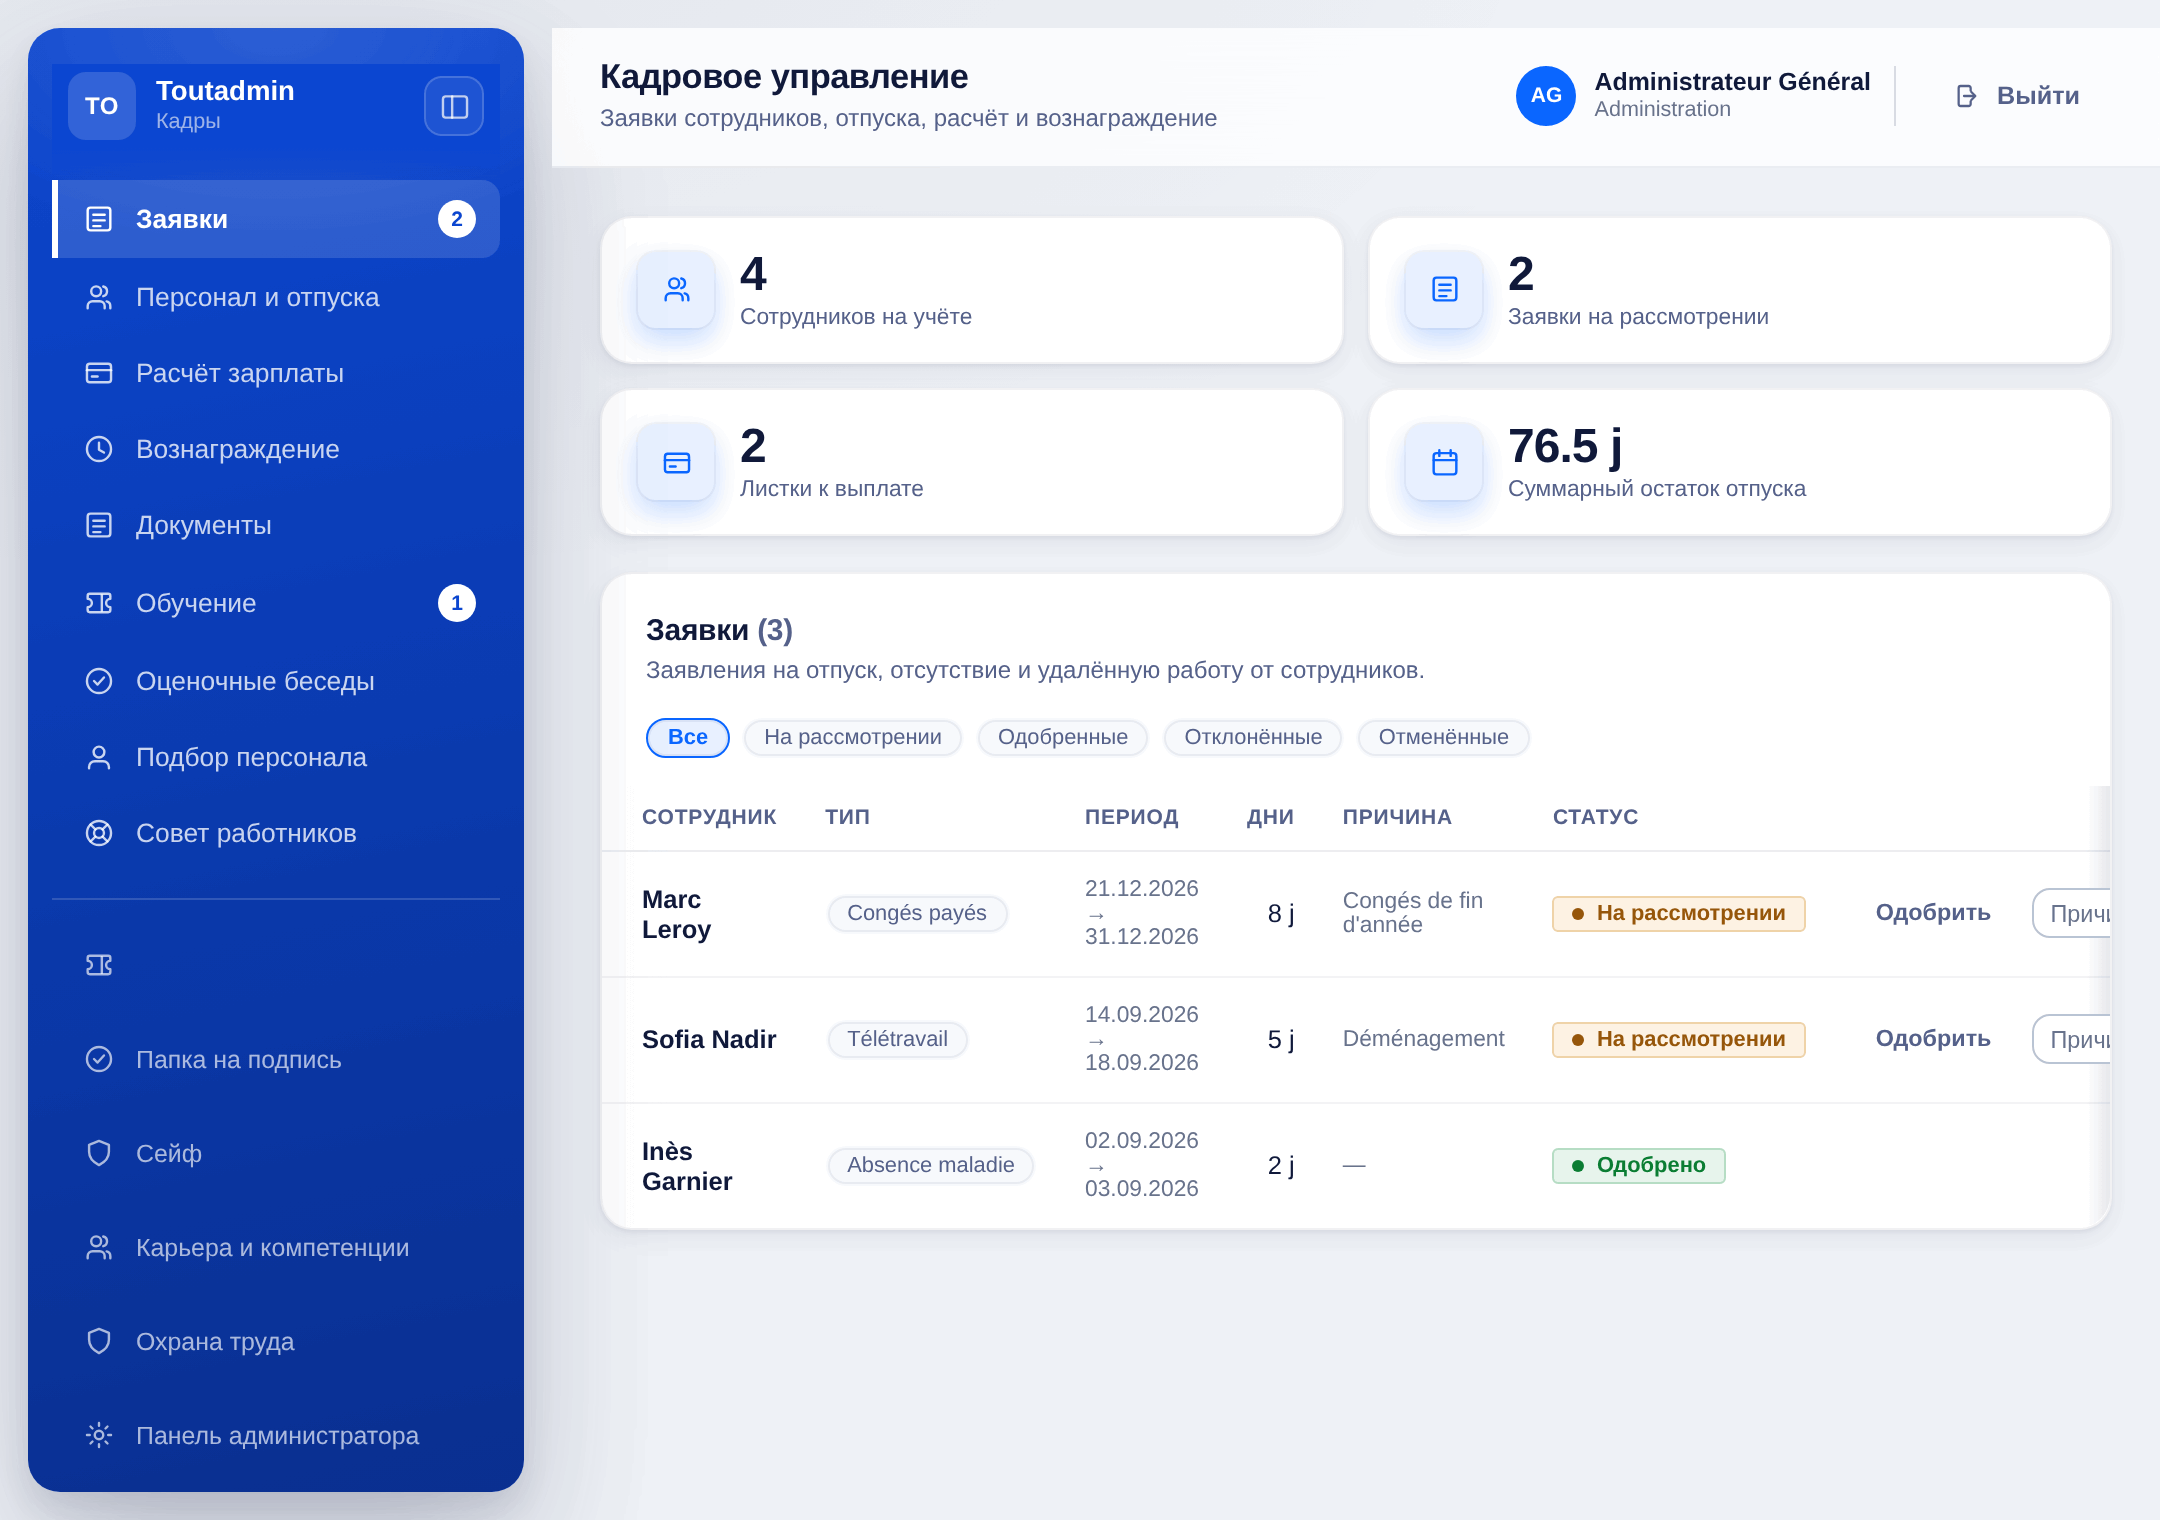 TO
Toutadmin
Кадры
Заявки
2
Персонал и отпуска
Расчёт зарплаты
Вознаграждение
Документы
Обучение
1
Оценочные беседы
Подбор персонала
Совет работников
Папка на подпись
Сейф
Карьера и компетенции
Охрана труда
Панель администратора
Кадровое управление
Заявки сотрудников, отпуска, расчёт и вознаграждение
AG
Administrateur Général
Administration
Выйти
4
Сотрудников на учёте
2
Заявки на рассмотрении
2
Листки к выплате
76.5 j
Суммарный остаток отпуска
Заявки (3)
Заявления на отпуск, отсутствие и удалённую работу от сотрудников.
Все
На рассмотрении
Одобренные
Отклонённые
Отменённые
СОТРУДНИК ТИП ПЕРИОД ДНИ ПРИЧИНА СТАТУС
Marc
Leroy
Congés payés
21.12.2026
→
31.12.2026
8 j
Congés de fin
d'année
На рассмотрении
Одобрить
Sofia Nadir
Télétravail
14.09.2026
→
18.09.2026
5 j
Déménagement
На рассмотрении
Одобрить
Inès
Garnier
Absence maladie
02.09.2026
→
03.09.2026
2 j
—
Одобрено